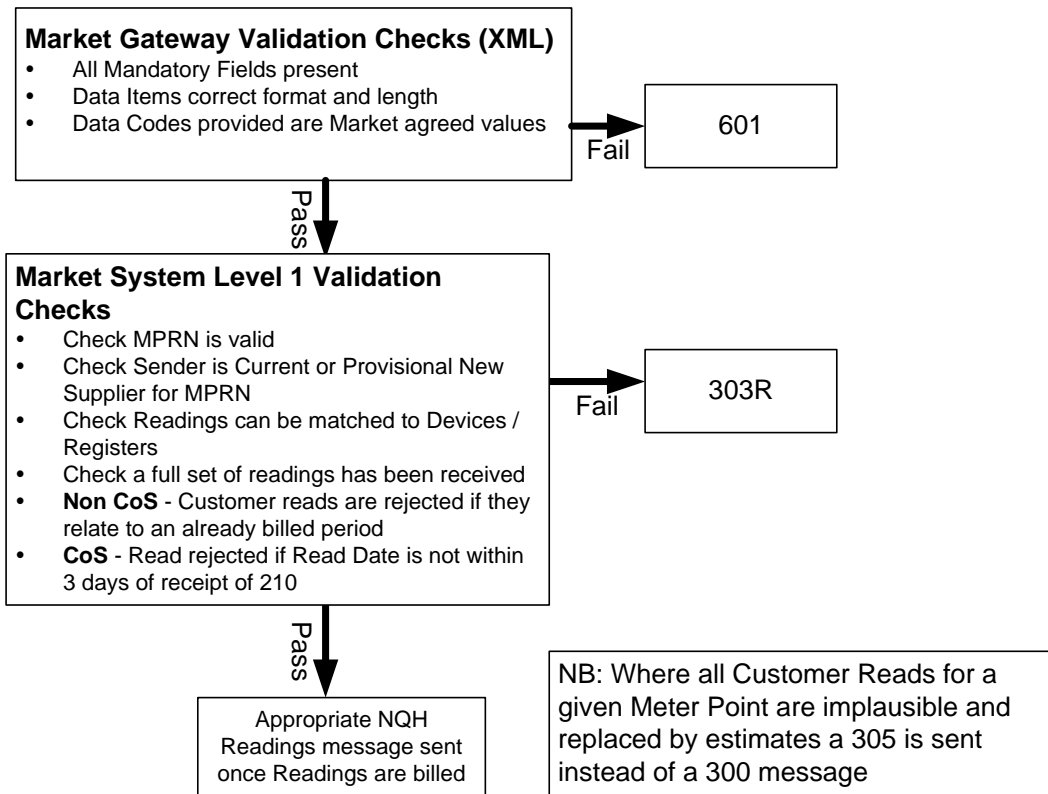 Market Gateway Validation Checks (XML)
• All Mandatory Fields present
• Data Items correct format and length
• Data Codes provided are Market agreed values
Fail
601
Pass
Market System Level 1 Validation
Checks
• Check MPRN is valid
• Check Sender is Current or Provisional New
Supplier for MPRN
• Check Readings can be matched to Devices /
Registers
• Check a full set of readings has been received
• Non CoS - Customer reads are rejected if they
relate to an already billed period
• CoS - Read rejected if Read Date is not within
3 days of receipt of 210
Fail
303R
Pass
Appropriate NQH
Readings message sent
once Readings are billed
NB: Where all Customer Reads for a
given Meter Point are implausible and
replaced by estimates a 305 is sent
instead of a 300 message